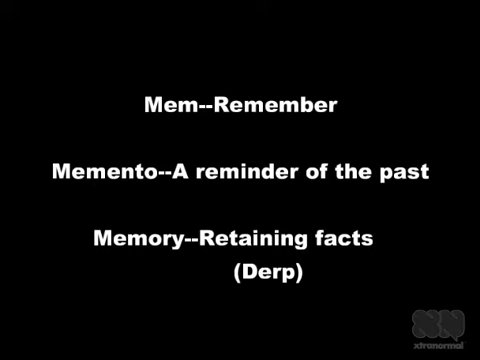 Mem--Remember
Memento--A reminder of the past
Memory--Retaining facts
(Derp)
xtranormal